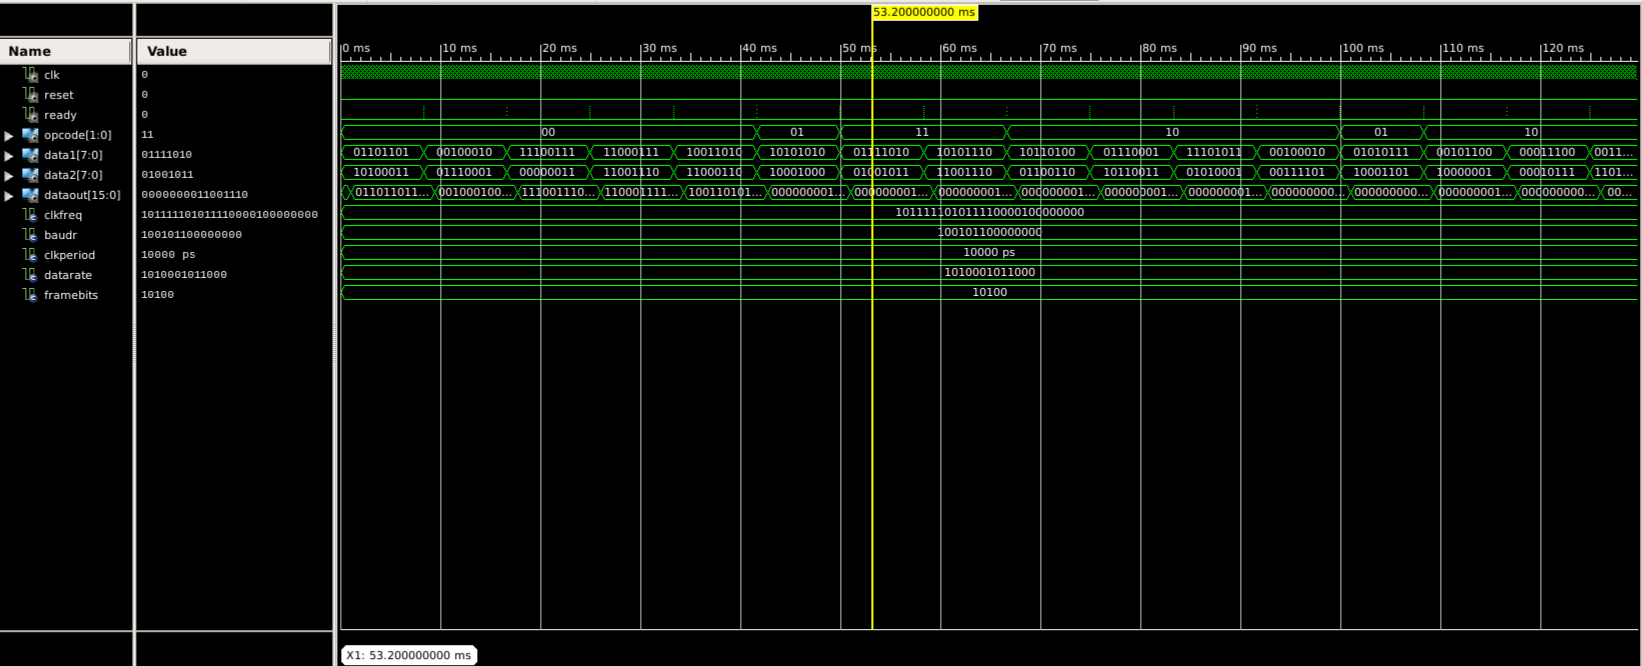 53.200000000 ms
Name Value
0 ms 10 ms 20 ms 30 ms 40 ms 50 ms 60 ms 70 ms 80 ms 90 ms 100 ms 110 ms 120 ms
clk 0
reset 0
ready 0
opcode[1:0] 11 00 01 11 10 01 10
data1[7:0] 01111010 01101101 00100010 11100111 11000111 10011010 10101010 01111010 10101110 10110100 01110001 11101011 00100010 01010111 00101100 00011100 0011...
data2[7:0] 01001011 10100011 01110001 00000011 11001110 11000110 10001000 01001011 11001110 01100110 10110011 01010001 00111101 10001101 10000001 00010111 1101...
dataout[15:0] 0000000011001110 011011011... 001000100... 111001110... 110001111... 100110101... 000000001... 000000001... 000000001... 000000001... 000000001... 000000001... 000000000... 000000000... 000000001... 000000000... 00...
clkfreq 101111101011110000100000000 101111101011110000100000000
baudr 100101100000000 100101100000000
clkperiod 10000 ps 10000 ps
datarate 1010001011000 1010001011000
framebits 10100 10100
X1: 53.200000000 ms